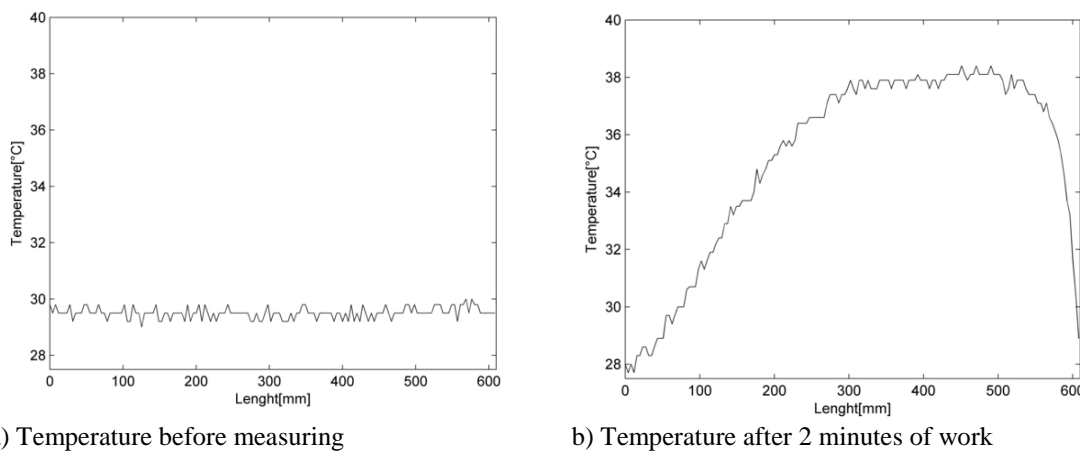 40
38
36
34
32
30
28
Temperature[°C]
0 100 200 300 400 500 600
Lenght[mm]
) Temperature before measuring
40
38
36
34
32
30
28
Temperature[°C]
0 100 200 300 400 500 600
Lenght[mm]
b) Temperature after 2 minutes of work